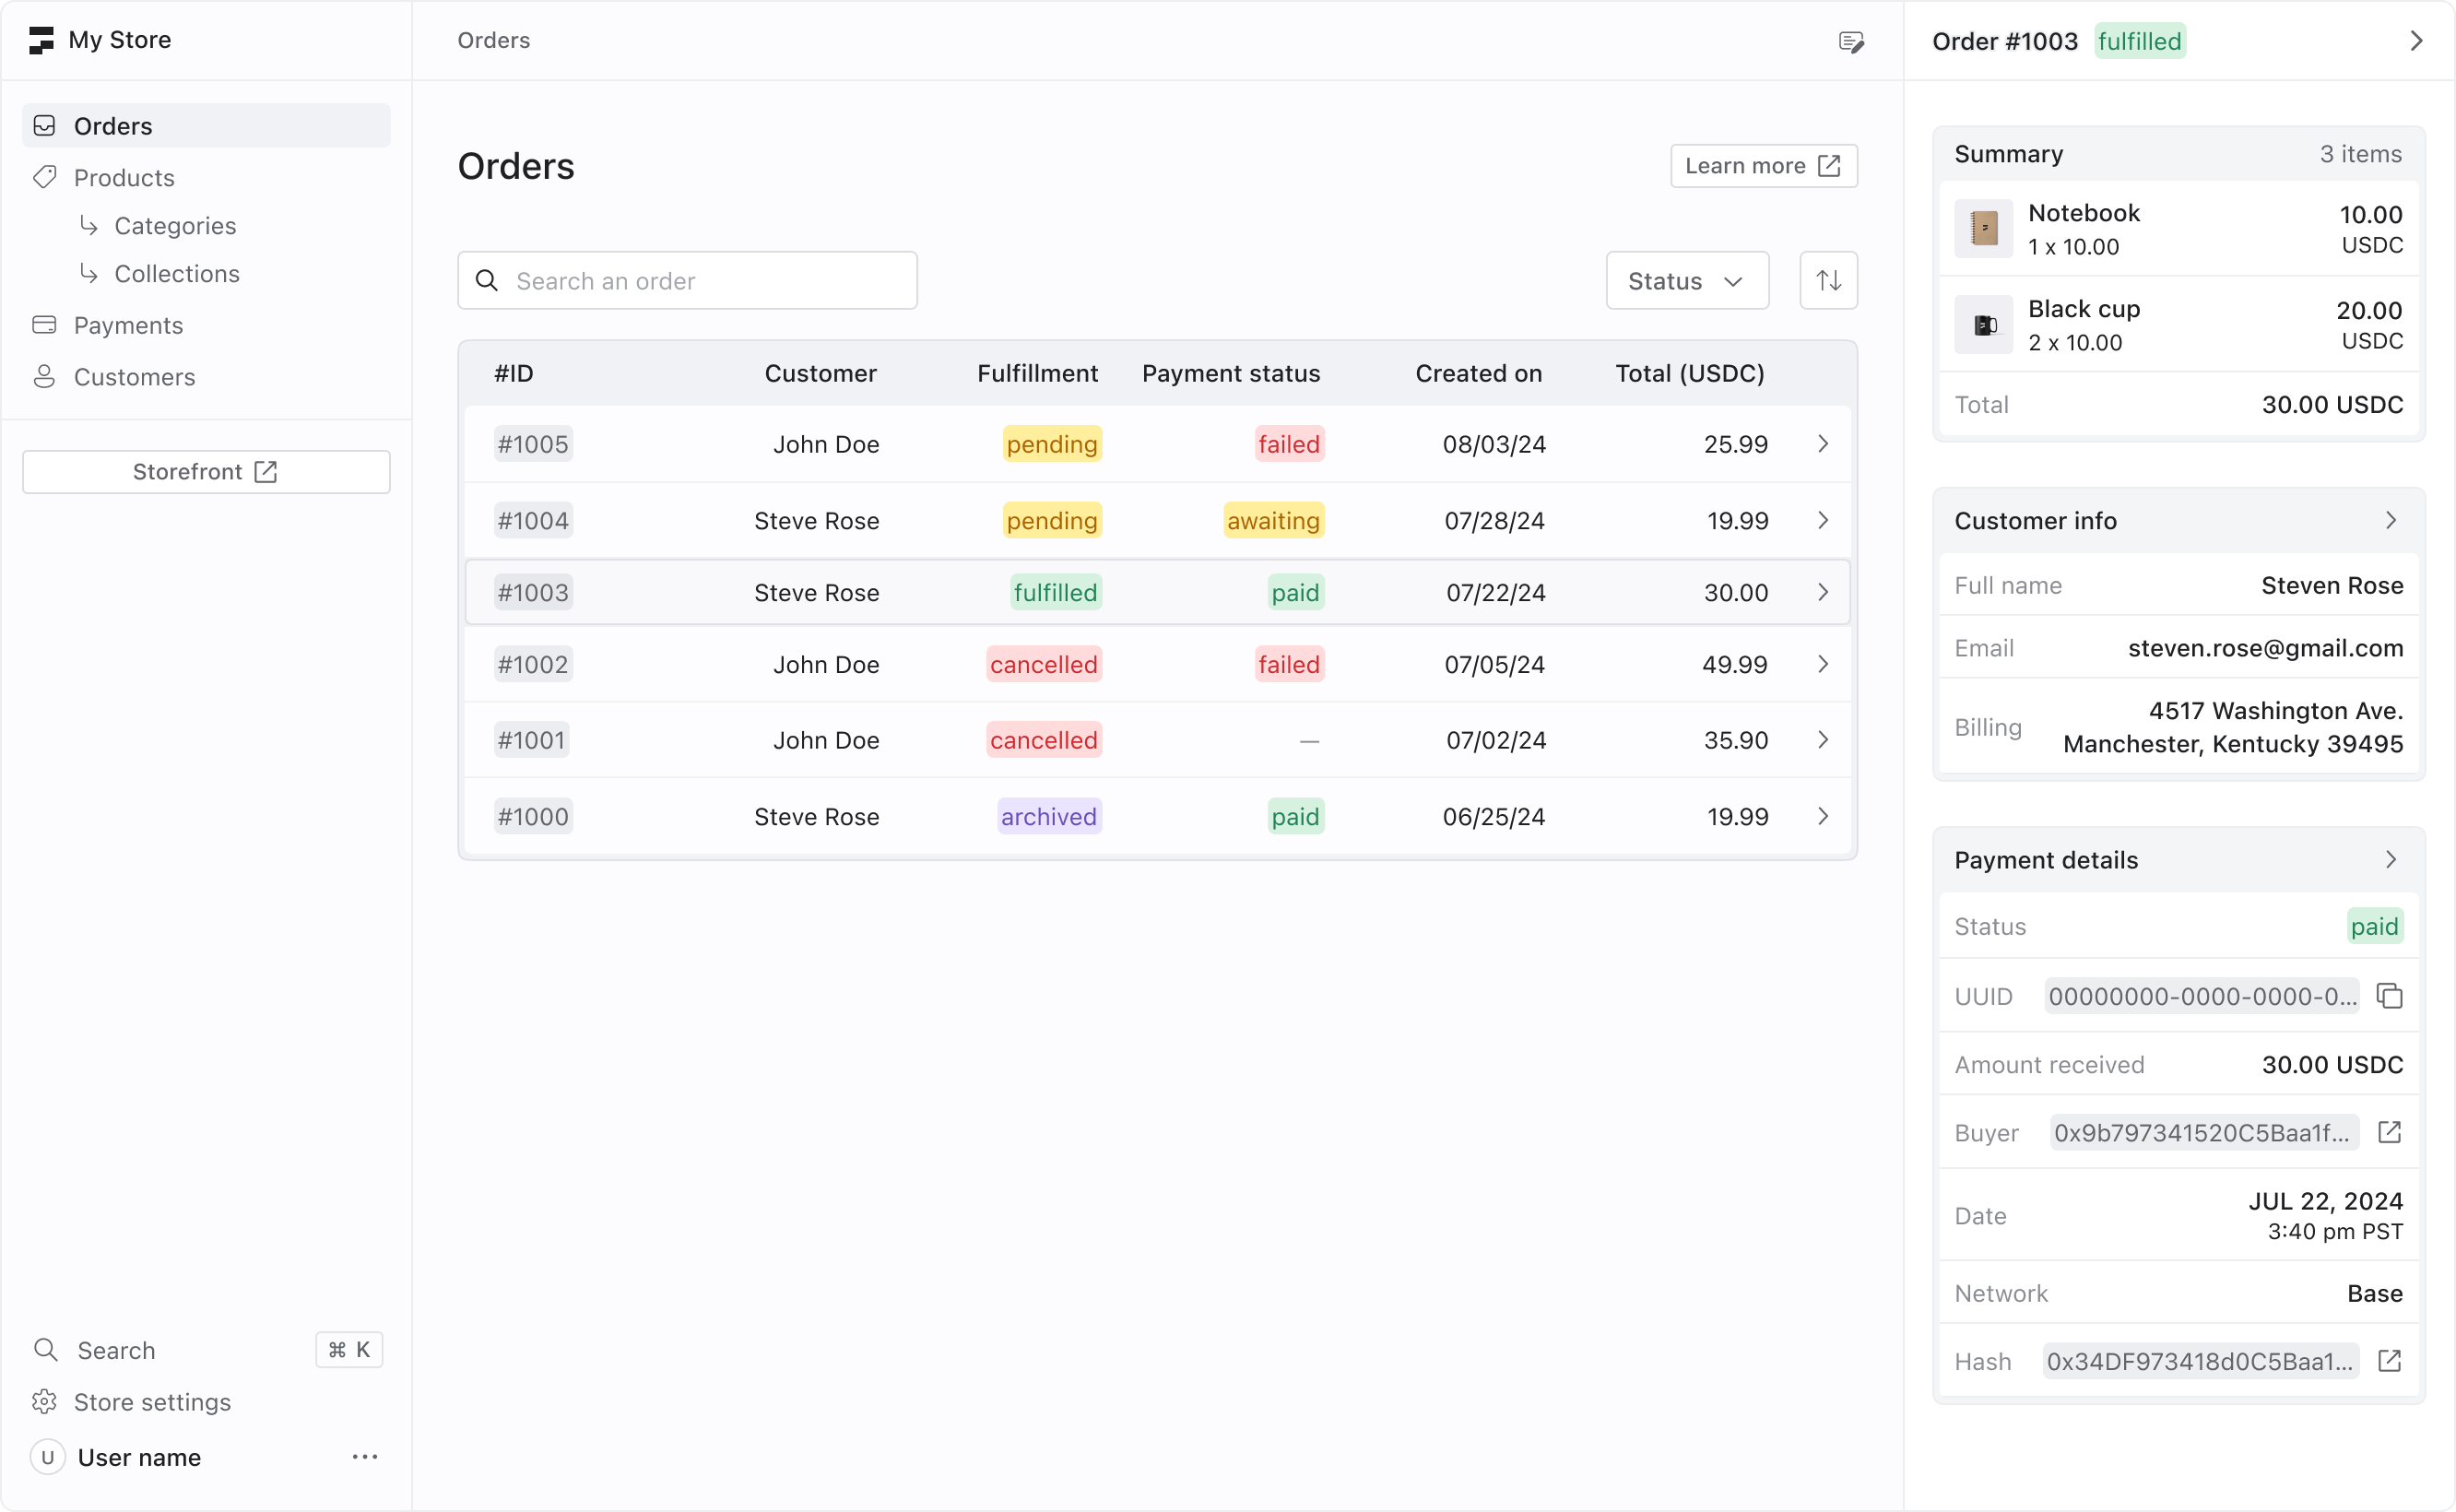 My Store
Orders
Products
Categories
Collections
Payments
Customers
Storefront
Search
⌘ K
Store settings
U
User name
Orders
Orders
Learn more
Search an order
Status
#ID Customer Fulfillment Payment status Created on Total (USDC)
#1005 John Doe pending failed 08/03/24 25.99
#1004 Steve Rose pending awaiting 07/28/24 19.99
#1003 Steve Rose fulfilled paid 07/22/24 30.00
#1002 John Doe cancelled failed 07/05/24 49.99
#1001 John Doe cancelled — 07/02/24 35.90
#1000 Steve Rose archived paid 06/25/24 19.99
Order #1003 fulfilled
Summary 3 items
Notebook 10.00
1 x 10.00 USDC
Black cup 20.00
2 x 10.00 USDC
Total 30.00 USDC
Customer info
Full name Steven Rose
Email steven.rose@gmail.com
Billing 4517 Washington Ave.
Manchester, Kentucky 39495
Payment details
Status paid
UUID 00000000-0000-0000-0...
Amount received 30.00 USDC
Buyer 0x9b797341520C5Baa1f...
Date JUL 22, 2024
3:40 pm PST
Network Base
Hash 0x34DF973418d0C5Baa1...